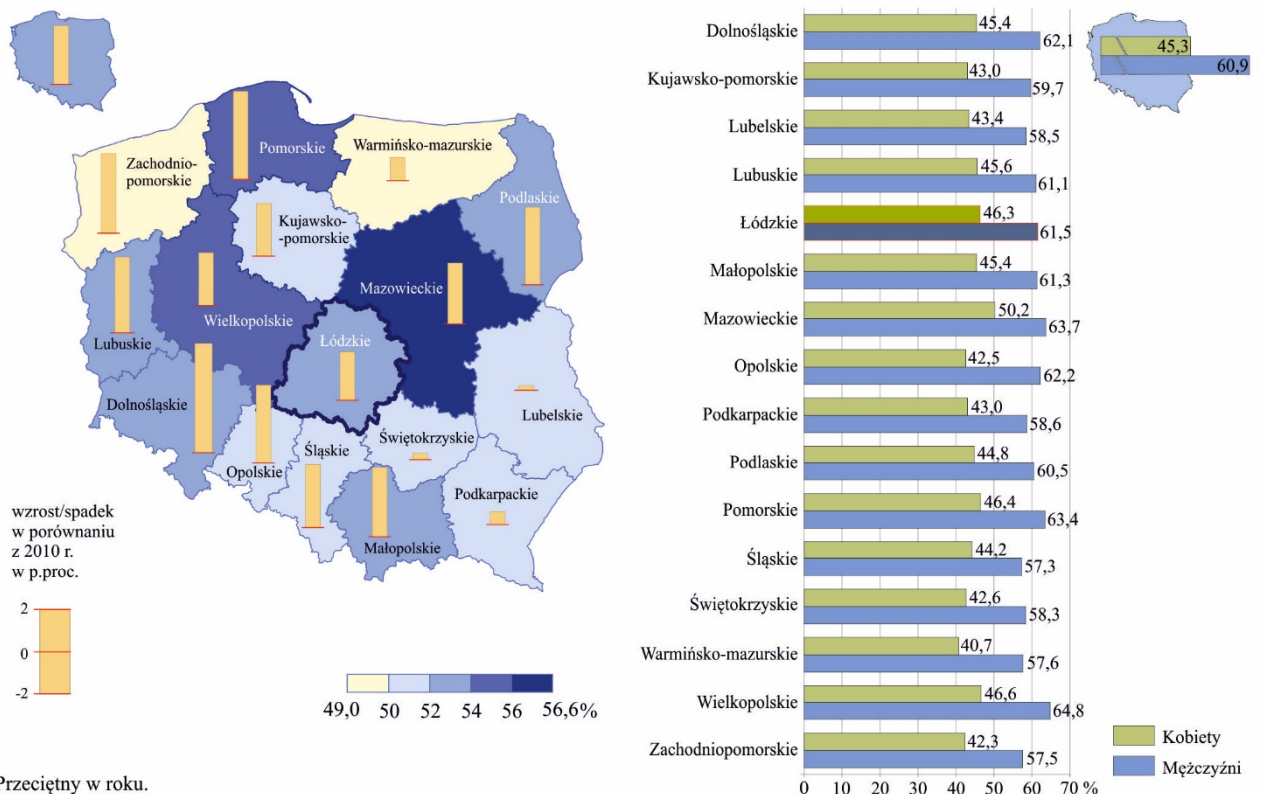 Zachodnio-
pomorskie
Pomorskie
Warmińsko-mazurskie
Podlaskie
Kujawsko-
-pomorskie
Mazowieckie
Wielkopolskie
Lubuskie
Łódzkie
Dolnośląskie
Lubelskie
Opolskie
Śląskie
Świętokrzyskie
Podkarpackie
Małopolskie
wzrost/spadek
w porównaniu
z 2010 r.
w p.proc.
2
0
-2
49,0 50 52 54 56 56,6%
Przeciętny w roku.
Dolnośląskie
45,4
62,1
Kujawsko-pomorskie
43,0
59,7
Lubelskie
43,4
58,5
Lubuskie
45,6
61,1
Łódzkie
46,3
61,5
Małopolskie
45,4
61,3
Mazowieckie
50,2
63,7
Opolskie
42,5
62,2
Podkarpackie
43,0
58,6
Podlaskie
44,8
60,5
Pomorskie
46,4
63,4
Śląskie
44,2
57,3
Świętokrzyskie
42,6
58,3
Warmińsko-mazurskie
40,7
57,6
Wielkopolskie
46,6
64,8
Zachodniopomorskie
42,3
57,5
0 10 20 30 40 50 60 70 %
45,3
60,9
Kobiety
Mężczyźni